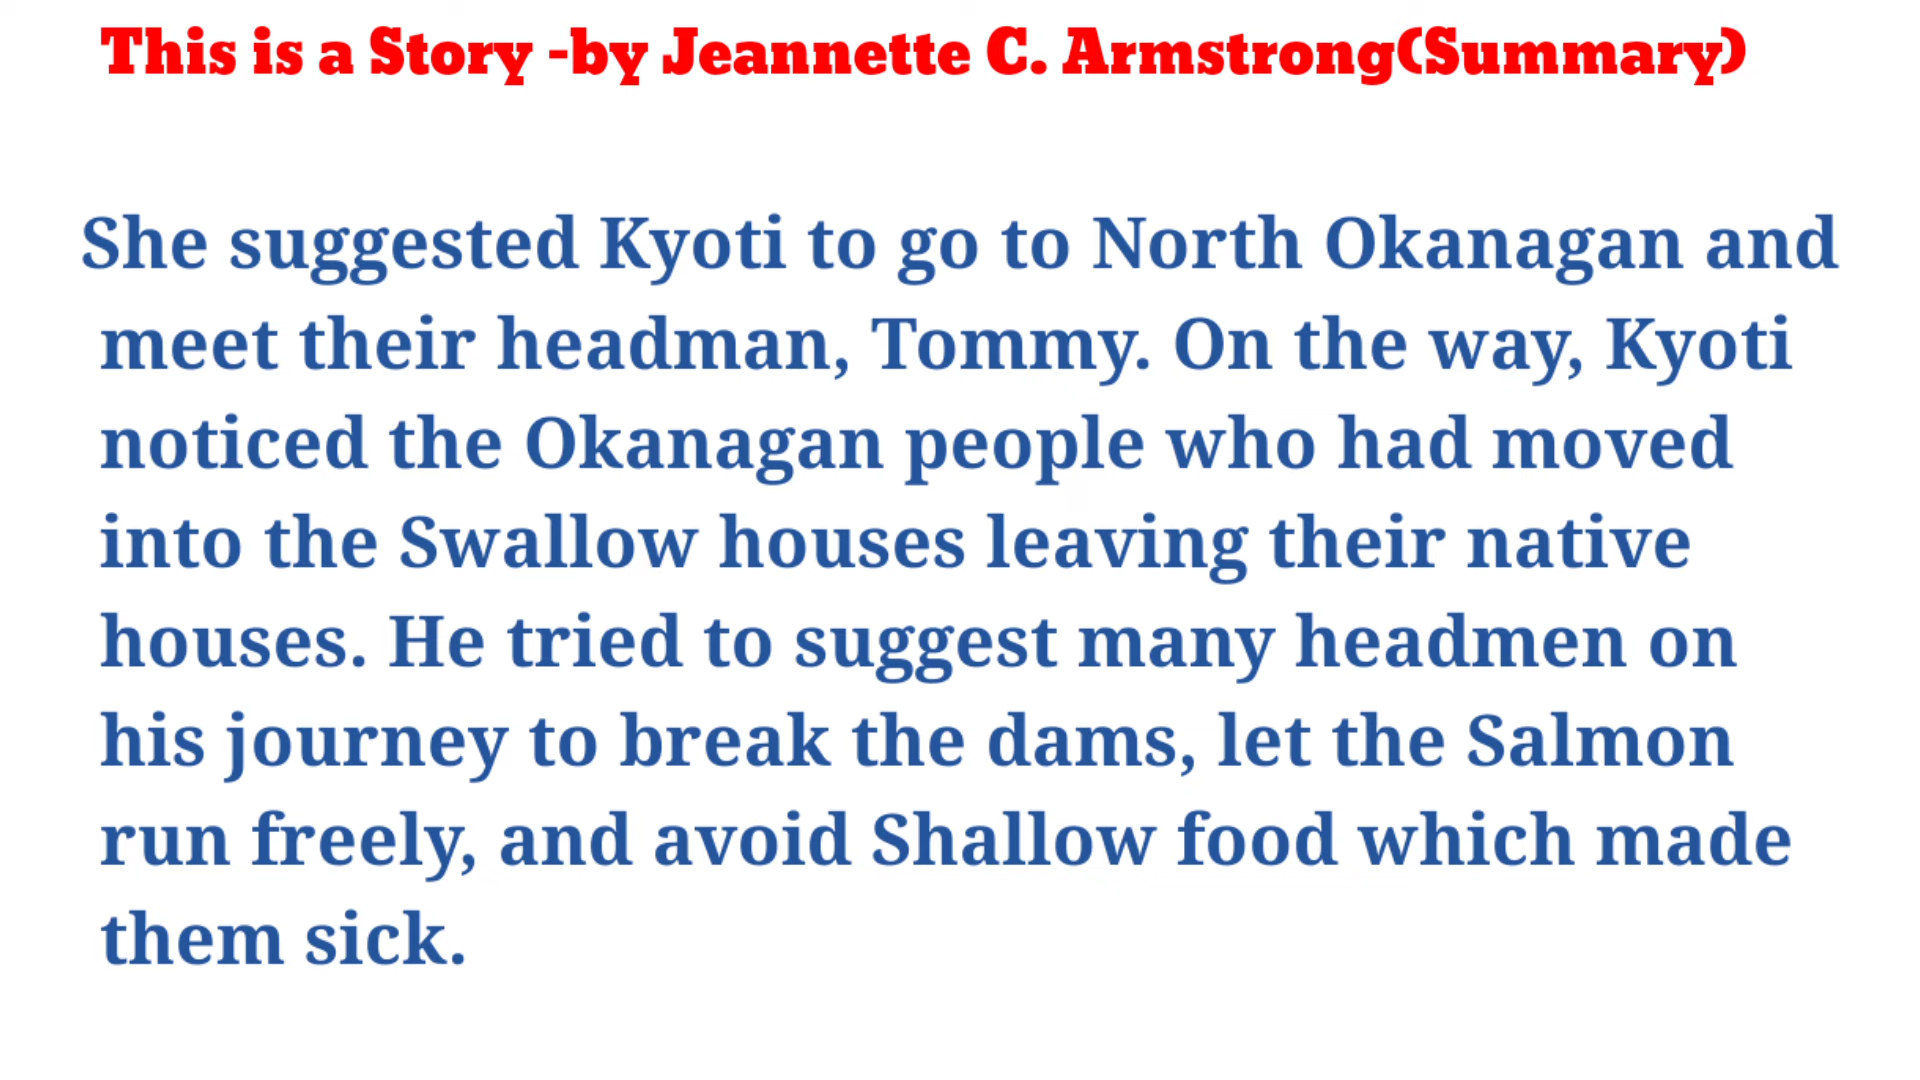 This is a Story -by Jeannette C. Armstrong(Summary)
She suggested Kyoti to go to North Okanagan and
meet their headman, Tommy. On the way, Kyoti
noticed the Okanagan people who had moved
into the Swallow houses leaving their native
houses. He tried to suggest many headmen on
his journey to break the dams, let the Salmon
run freely, and avoid Shallow food which made
them sick.